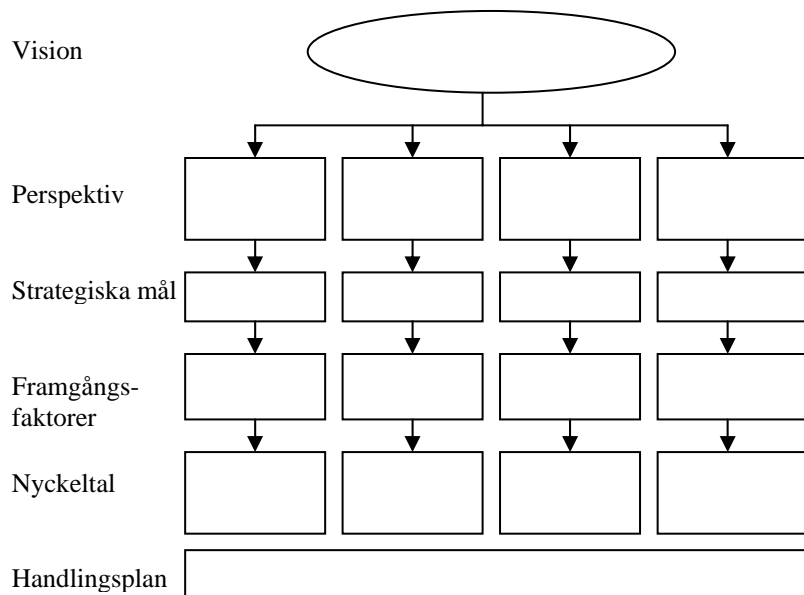 Vision
Perspektiv
Strategiska mål
Framgångs-
faktorer
Nyckeltal
Handlingsplan